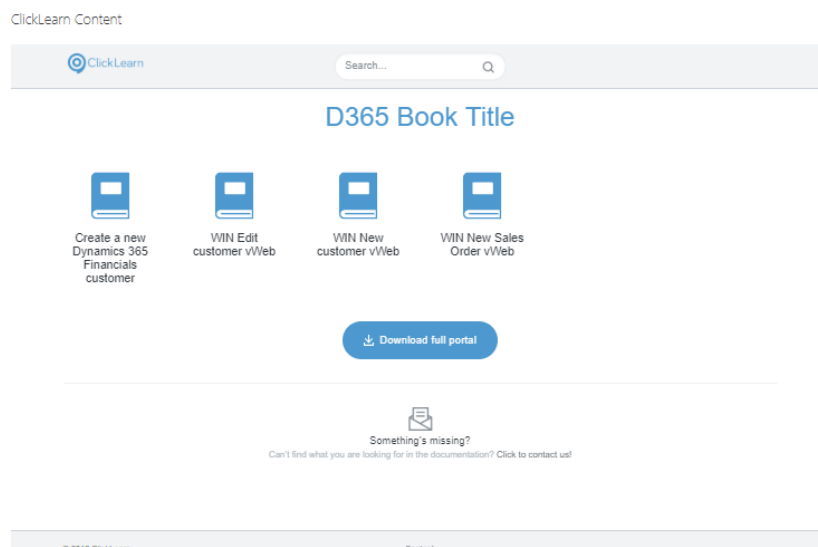 ClickLearn Content
ClickLearn
Search...
D365 Book Title
Create a new
Dynamics 365
Financials
customer
WIN Edit
customer vWeb
WIN New
customer vWeb
WIN New Sales
Order vWeb
Download full portal
Something's missing?
Can't find what you are looking for in the documentation? Click to contact us!